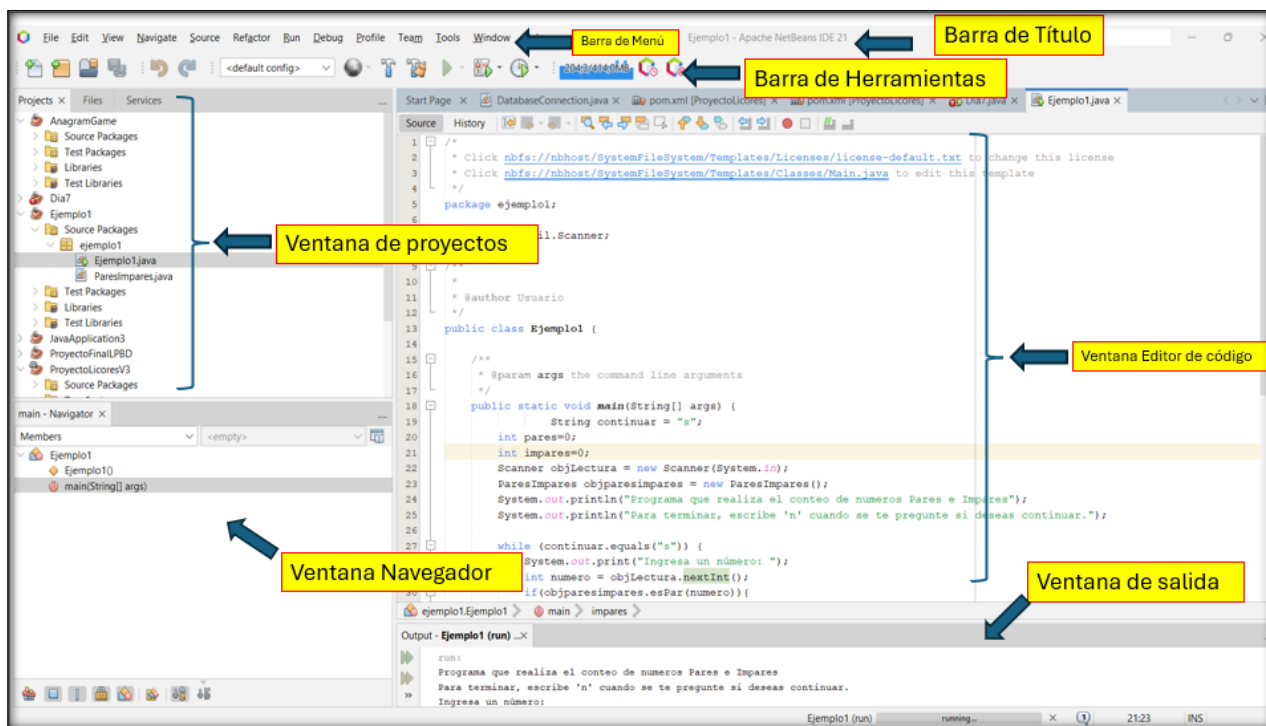 File Edit View Navigate Source Refactor Run Debug Profile Team Tools Window
Barra de Menú
Ejemplo1 - Apache NetBeans IDE 21
Barra de Título
<default config>
204.3/414.0MB
Barra de Herramientas
Projects Files Services
AnagramGame
Source Packages
Test Packages
Libraries
Test Libraries
Dia7
Ejemplo1
Source Packages
ejemplo1
Ejemplo1.java
ParesImpares.java
Test Packages
Libraries
Test Libraries
JavaApplication3
ProyectoFinalLPBD
ProyectoLicoresV3
Source Packages
Ventana de proyectos
main - Navigator
Members <empty>
Ejemplo1
Ejemplo1()
main(String[] args)
Ventana Navegador
Start Page DatabaseConnection.java pom.xml [ProyectoLicores] pom.xml [ProyectoLicores] Dia7.java Ejemplo1.java
Source History
1 /*
2 * Click nbfs://nbhost/SystemFileSystem/Templates/Licenses/license-default.txt to change this license
3 * Click nbfs://nbhost/SystemFileSystem/Templates/Classes/Main.java to edit this template
4 */
5 package ejemplo1;
6
il.Scanner;
9 /**
10 *
11 * @author Usuario
12 */
13 public class Ejemplo1 {
14
15 /**
16 * @param args the command line arguments
17 */
18 public static void main(String[] args) {
19 String continuar = "s";
20 int pares=0;
21 int impares=0;
22 Scanner objLectura = new Scanner(System.in);
23 ParesImpares objparesimpares = new ParesImpares();
24 System.out.println("Programa que realiza el conteo de numeros Pares e Impares");
25 System.out.println("Para terminar, escribe 'n' cuando se te pregunte si deseas continuar.");
26
27 while (continuar.equals("s")) {
System.out.print("Ingresa un número: ");
int numero = objLectura.nextInt();
30 if(objparesimpares.esPar(numero)){
Ventana Editor de código
ejemplo1.Ejemplo1 main impares
Ventana de salida
Output - Ejemplo1 (run) ...
run:
Programa que realiza el conteo de numeros Pares e Impares
Para terminar, escribe 'n' cuando se te pregunte si deseas continuar.
Ingresa un número:
Ejemplo1 (run) running... 1 21:23 INS